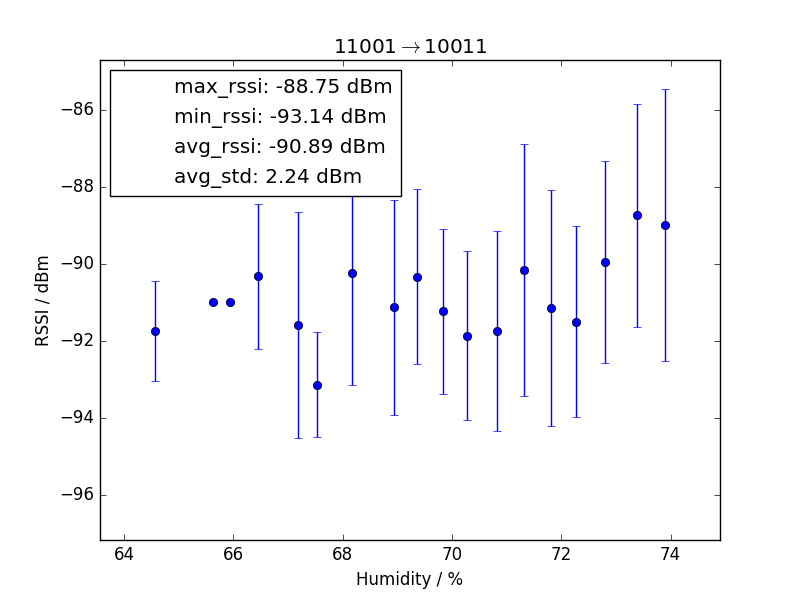 11001→10011
max_rssi: -88.75 dBm
min_rssi: -93.14 dBm
avg_rssi: -90.89 dBm
avg_std: 2.24 dBm
−86
−88
−90
−92
−94
−96
RSSI / dBm
64 66 68 70 72 74
Humidity / %